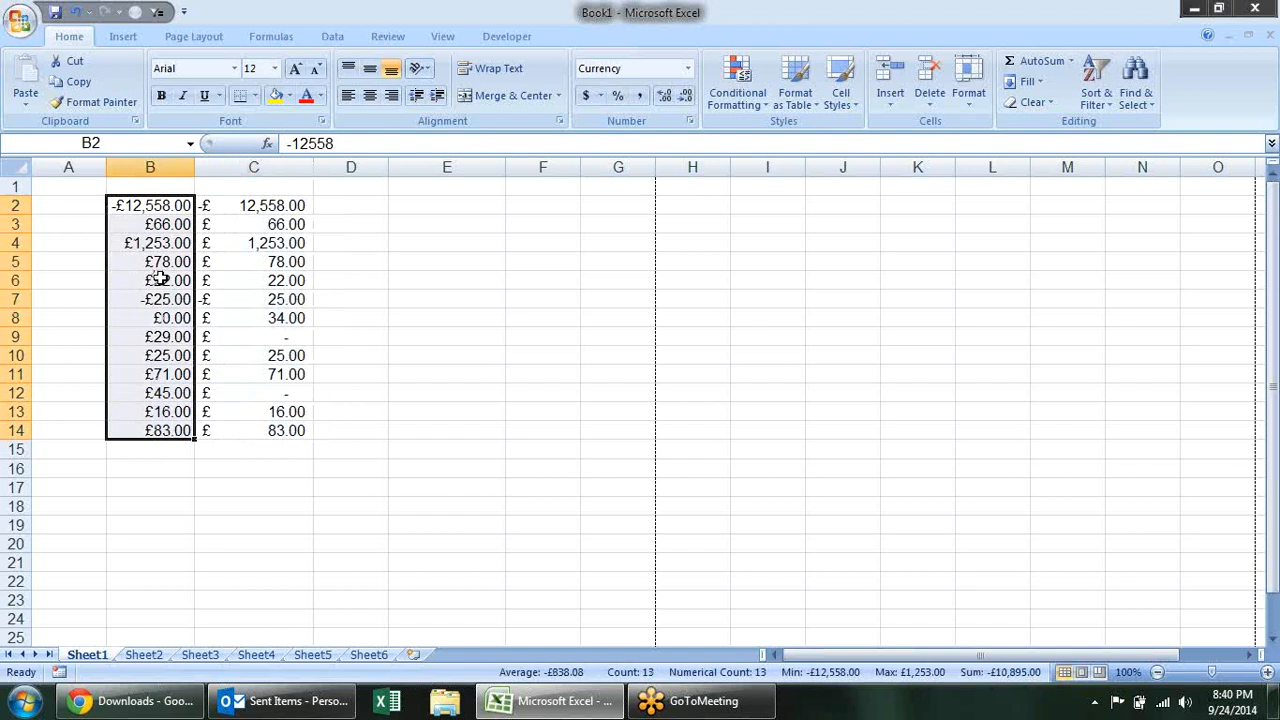 Book1 - Microsoft Excel
Home Insert Page Layout Formulas Data Review View Developer
Paste
Cut
Copy
Format Painter
Clipboard
Arial 12
B I U
Font
Wrap Text
Merge & Center
Alignment
Currency
$ % ,
Number
Conditional Formatting
Format as Table
Cell Styles
Styles
Insert Delete Format
Cells
AutoSum
Fill
Clear
Sort & Filter
Find & Select
Editing
B2 fx -12558
A B C D E F G H I J K L M N O
1
2 -£12,558.00 -£ 12,558.00
3 £66.00 £ 66.00
4 £1,253.00 £ 1,253.00
5 £78.00 £ 78.00
6 £ 22.00
7 -£25.00 -£ 25.00
8 £0.00 £ 34.00
9 £29.00 £ -
10 £25.00 £ 25.00
11 £71.00 £ 71.00
12 £45.00 £ -
13 £16.00 £ 16.00
14 £83.00 £ 83.00
15
16
17
18
19
20
21
22
23
24
25
Sheet1 Sheet2 Sheet3 Sheet4 Sheet5 Sheet6
Ready Average: -£838.08 Count: 13 Numerical Count: 13 Min: -£12,558.00 Max: £1,253.00 Sum: -£10,895.00 100%
Downloads - Goo... Sent Items - Perso... Microsoft Excel - ... GoToMeeting
8:40 PM
9/24/2014